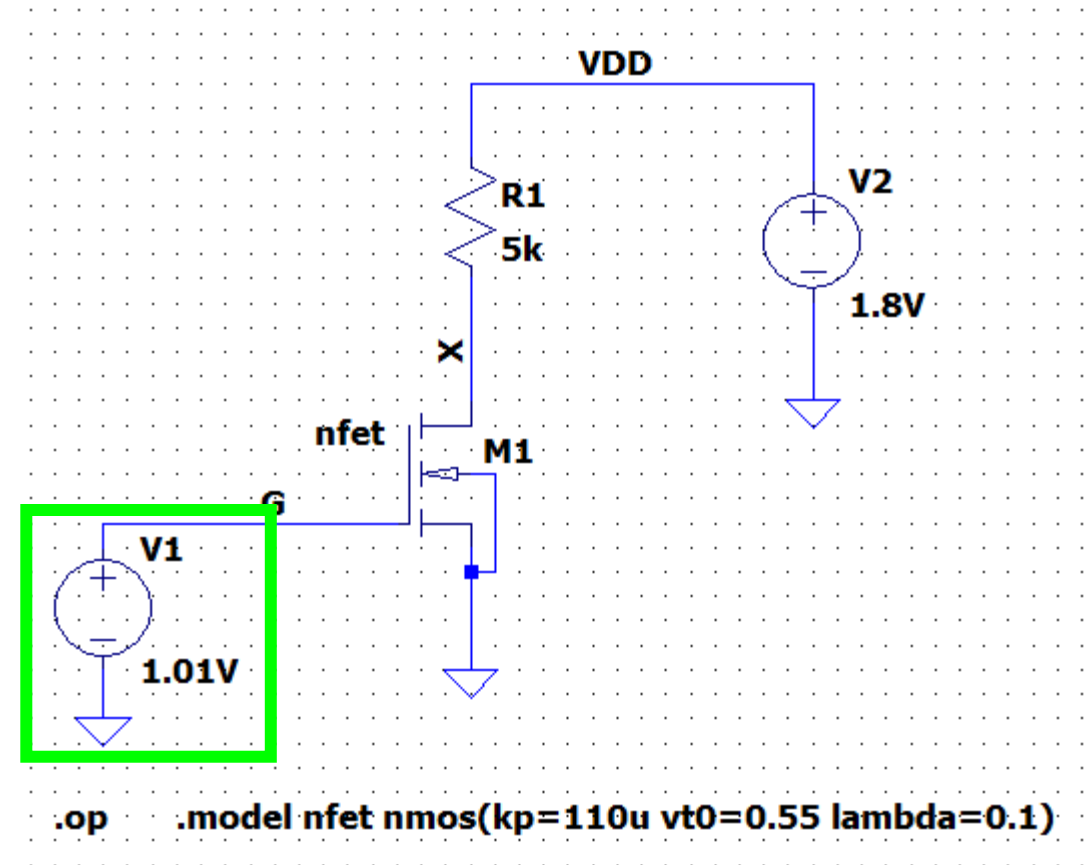 VDD
V2
R1
5k
1.8V
X
nfet
M1
G
V1
1.01V
.op .model nfet nmos(kp=110u vt0=0.55 lambda=0.1)